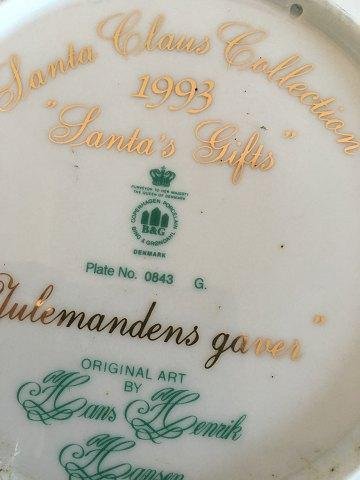 Santa Claus Collection
1993
"Santa's Gifts"
PURVEYOR TO HER MAJESTY
THE QUEEN OF DENMARK
COPENHAGEN PORCELAIN
B&G
BING & GRØNDAHL
DENMARK
Plate No. 0843 G.
Julemandens gaver"
ORIGINAL ART
BY
Hans Henrik
Hansen